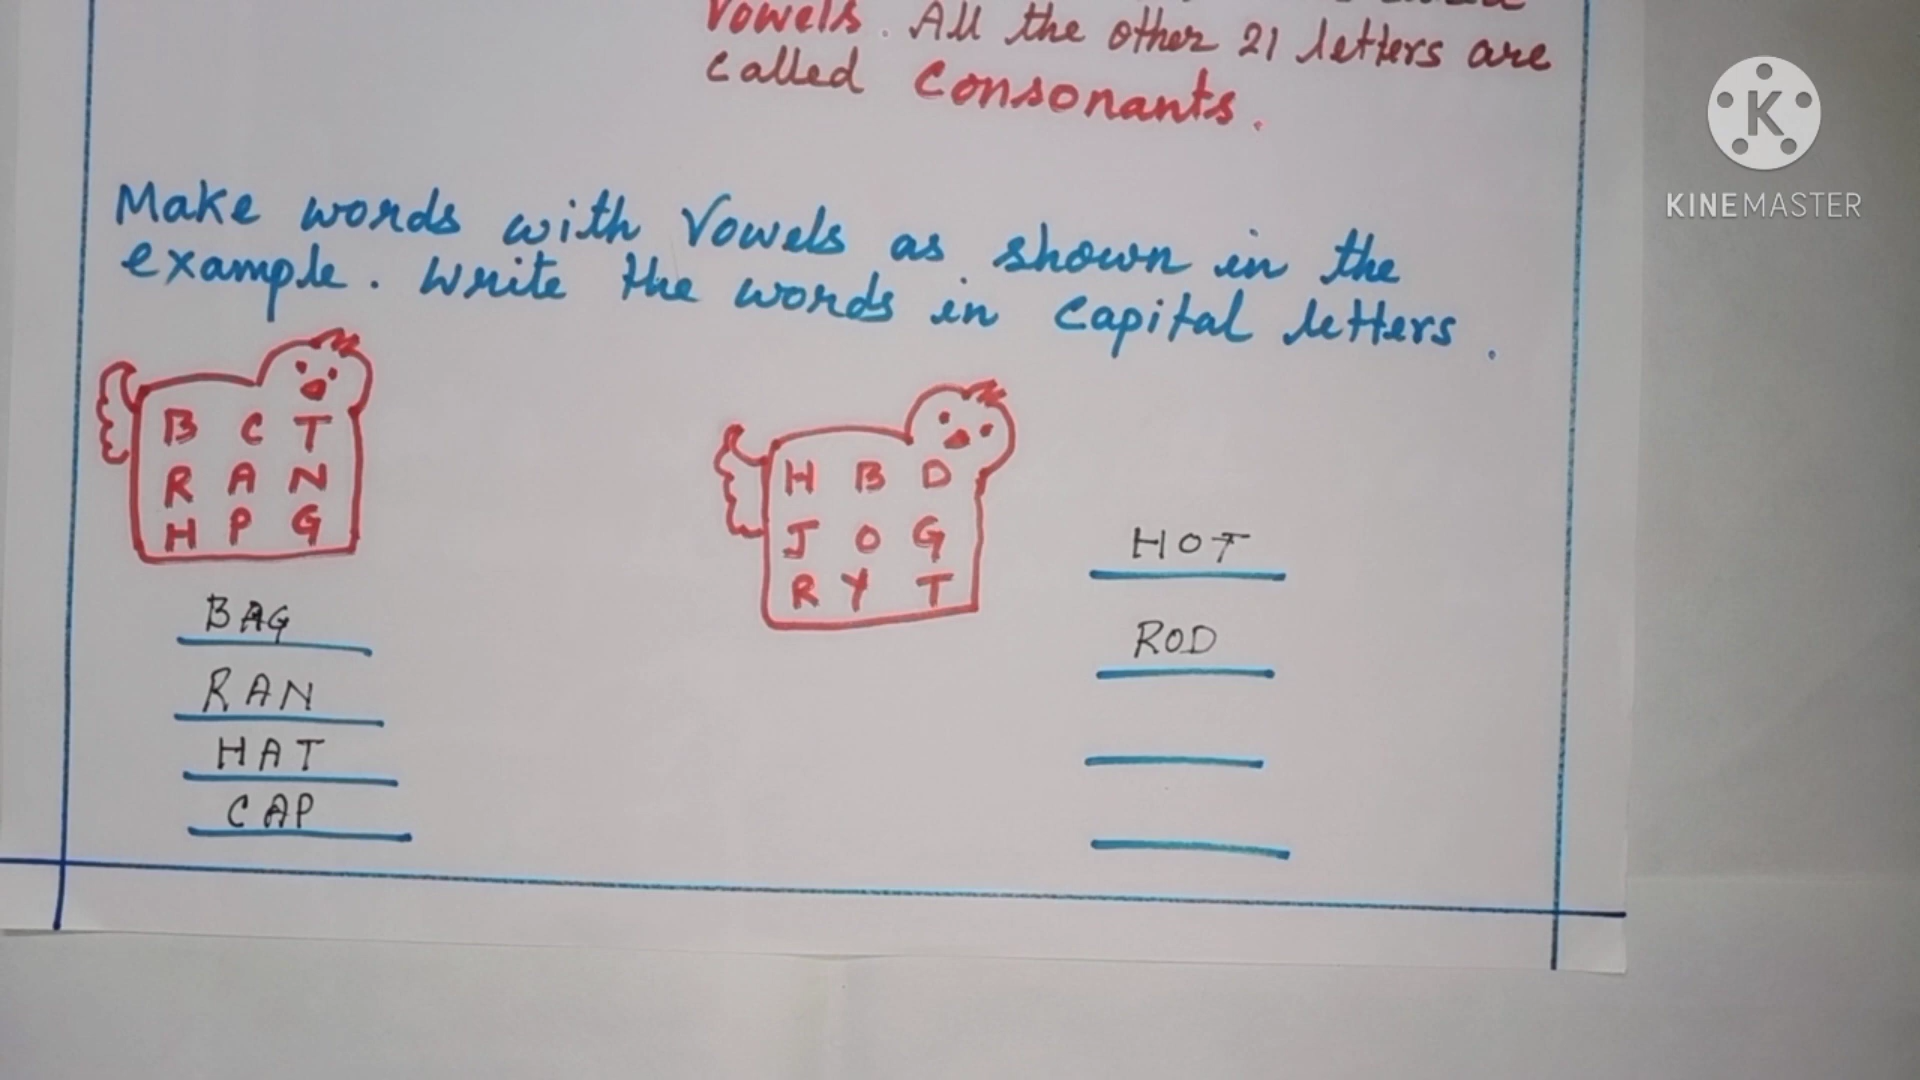 Vowels. All the other 21 letters are
called Consonants.
Make words with Vowels as shown in the
example. Write the words in capital letters.
B C T
R A N
H P G
BAG
RAN
HAT
CAP
H B D
J O G
R Y T
HOT
ROD
K
KINEMASTER